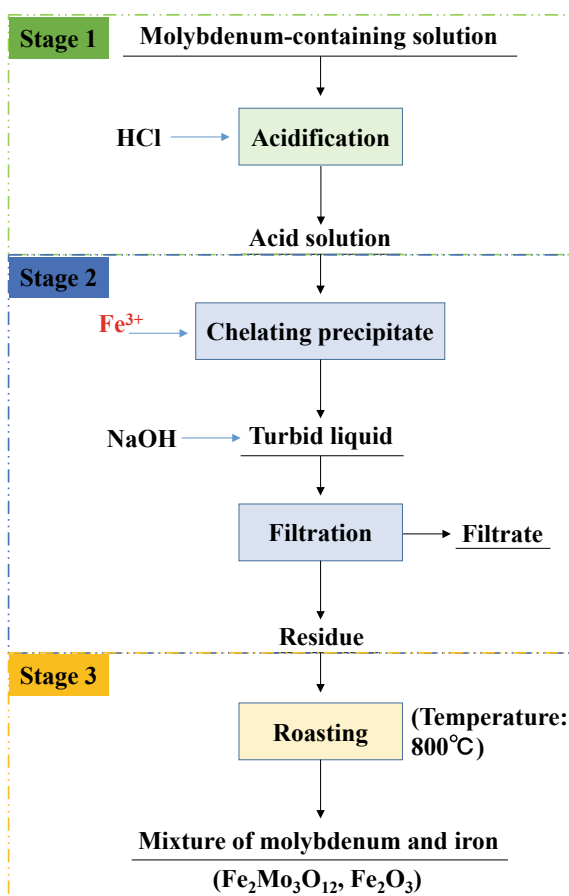 Stage 1
Molybdenum-containing solution
HCl
Acidification
Acid solution
Stage 2
Fe³⁺
Chelating precipitate
NaOH
Turbid liquid
Filtration
Filtrate
Residue
Stage 3
Roasting
(Temperature:
800℃)
Mixture of molybdenum and iron
(Fe₂Mo₃O₁₂, Fe₂O₃)